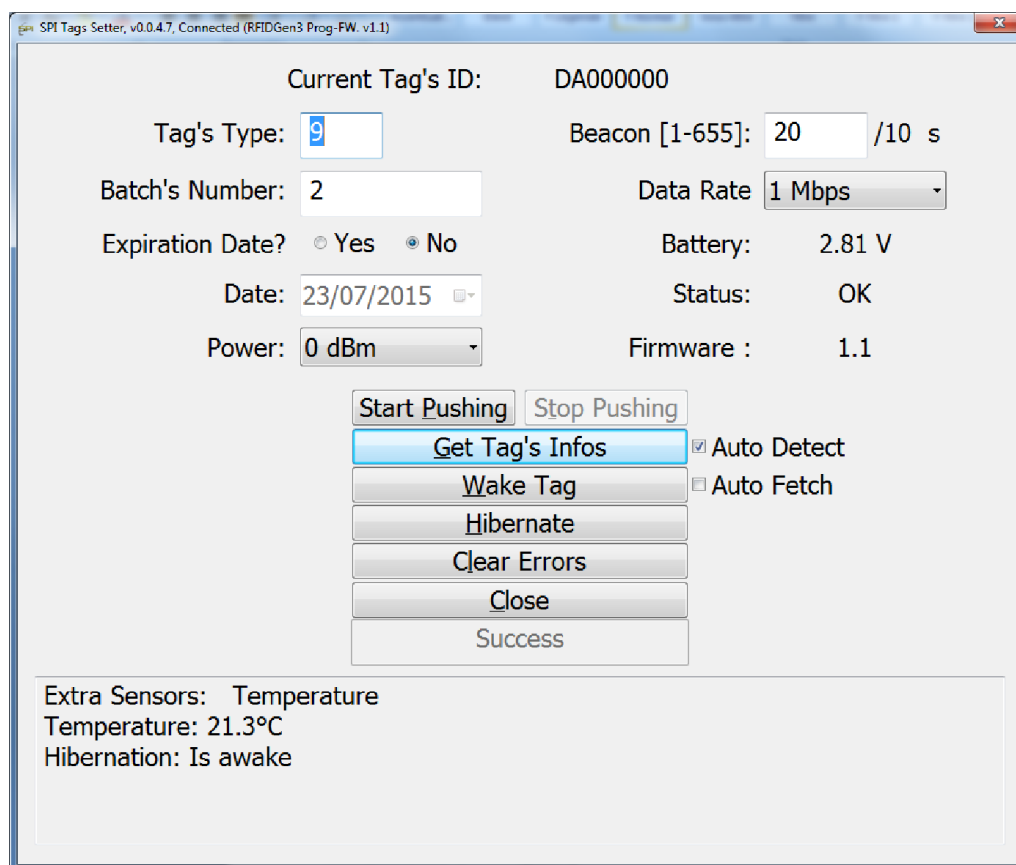 SPI Tags Setter, v0.0.4.7, Connected (RFIDGen3 Prog-FW. v1.1)
Current Tag's ID: DA000000
Tag's Type: 9 Beacon [1-655]: 20 /10 s
Batch's Number: 2 Data Rate 1 Mbps
Expiration Date? Yes No Battery: 2.81 V
Date: 23/07/2015 Status: OK
Power: 0 dBm Firmware : 1.1
Start Pushing Stop Pushing
Get Tag's Infos Auto Detect
Wake Tag Auto Fetch
Hibernate
Clear Errors
Close
Success
Extra Sensors: Temperature
Temperature: 21.3°C
Hibernation: Is awake